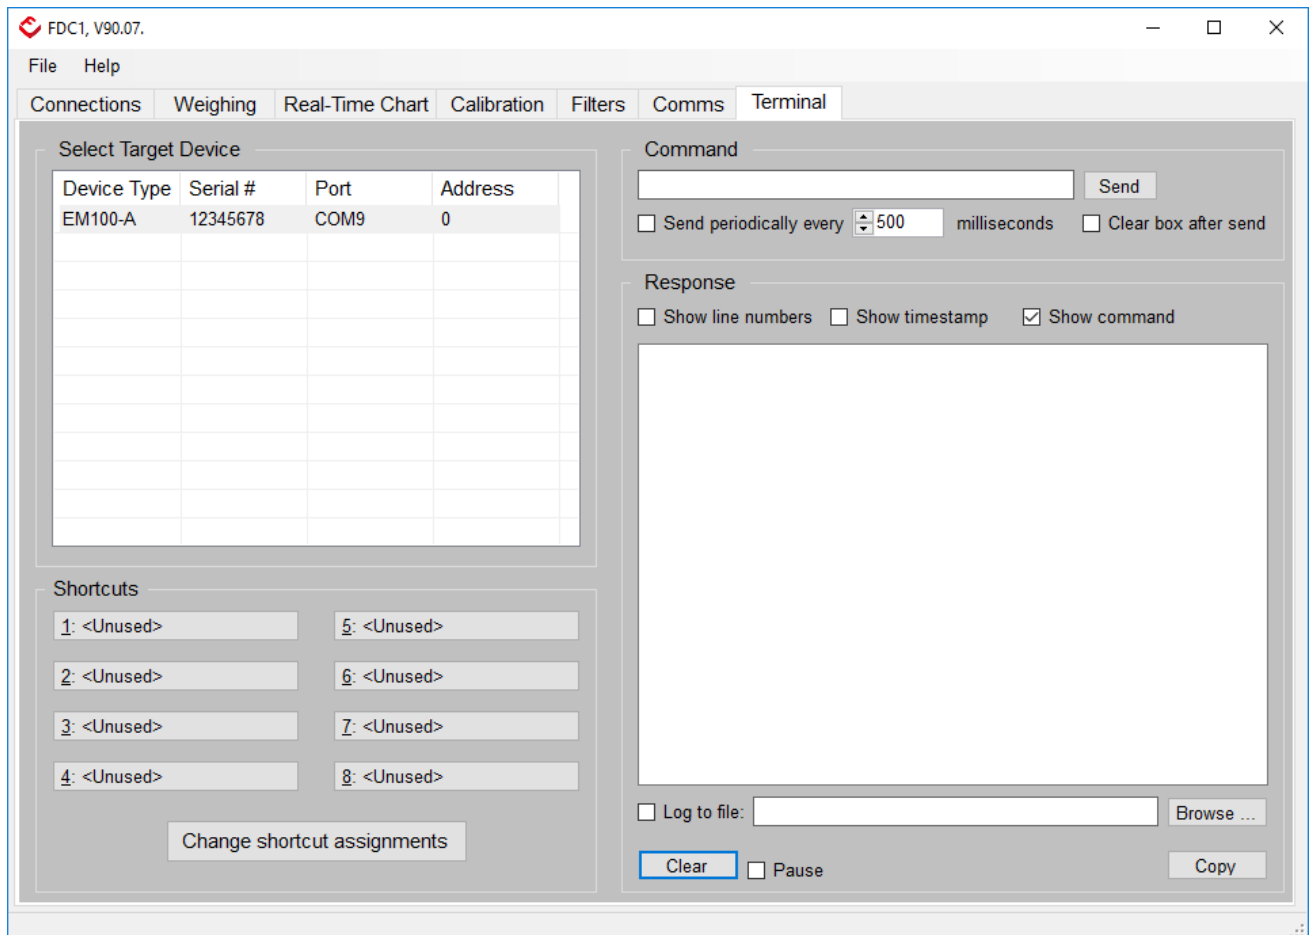 FDC1, V90.07.
File Help
Connections Weighing Real-Time Chart Calibration Filters Comms Terminal
Select Target Device
Device Type Serial # Port Address
EM100-A 12345678 COM9 0
Shortcuts
1: <Unused> 5: <Unused>
2: <Unused> 6: <Unused>
3: <Unused> 7: <Unused>
4: <Unused> 8: <Unused>
Change shortcut assignments
Command
Send
Send periodically every 500 milliseconds Clear box after send
Response
Show line numbers Show timestamp Show command
Log to file: Browse ...
Clear Pause Copy